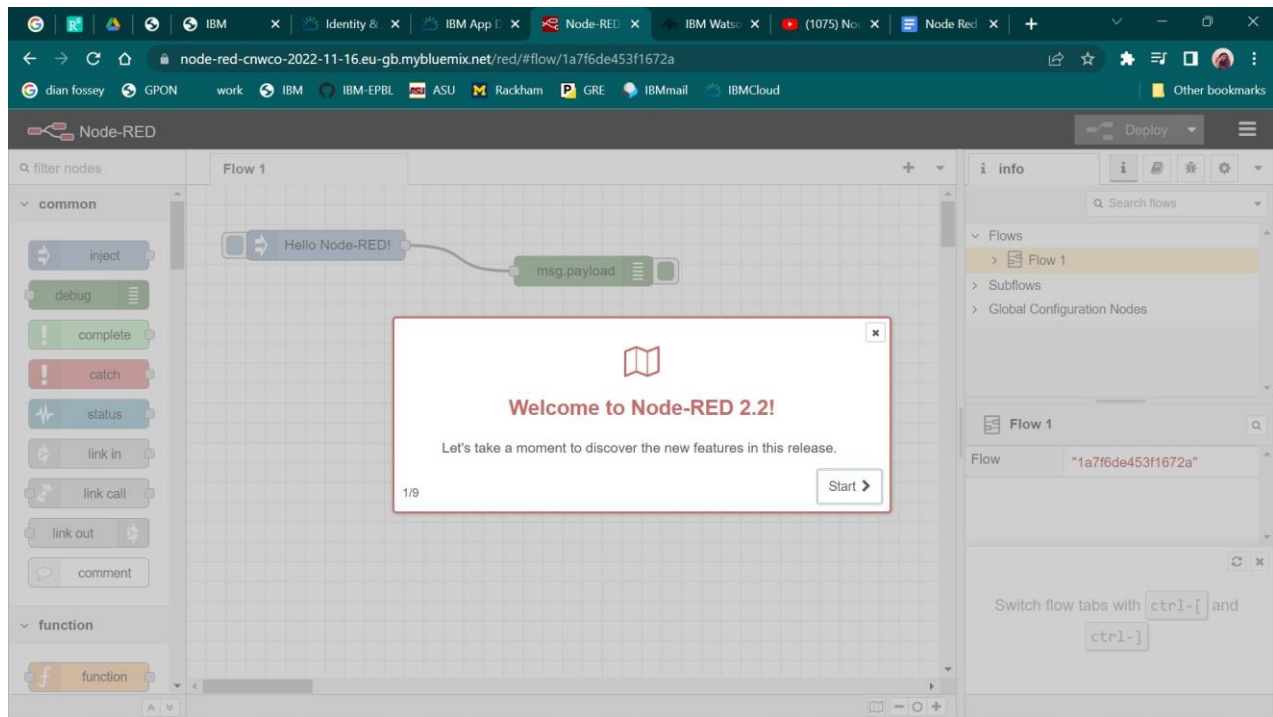 IBM
Identity &
IBM App D
Node-RED
IBM Watso
(1075) Noc
Node Red
node-red-cnwco-2022-11-16.eu-gb.mybluemix.net/red/#flow/1a7f6de453f1672a
dian fossey GPON work IBM IBM-EPBL ASU Rackham GRE IBMmail IBMCloud Other bookmarks
Node-RED Deploy
filter nodes
Flow 1
i info
Search flows
common
inject
debug
complete
catch
status
link in
link call
link out
comment
function
function
Hello Node-RED!
msg.payload
Welcome to Node-RED 2.2!
Let's take a moment to discover the new features in this release.
1/9
Start
Flows
Flow 1
Subflows
Global Configuration Nodes
Flow 1
Flow "1a7f6de453f1672a"
Switch flow tabs with ctrl-[ and
ctrl-]